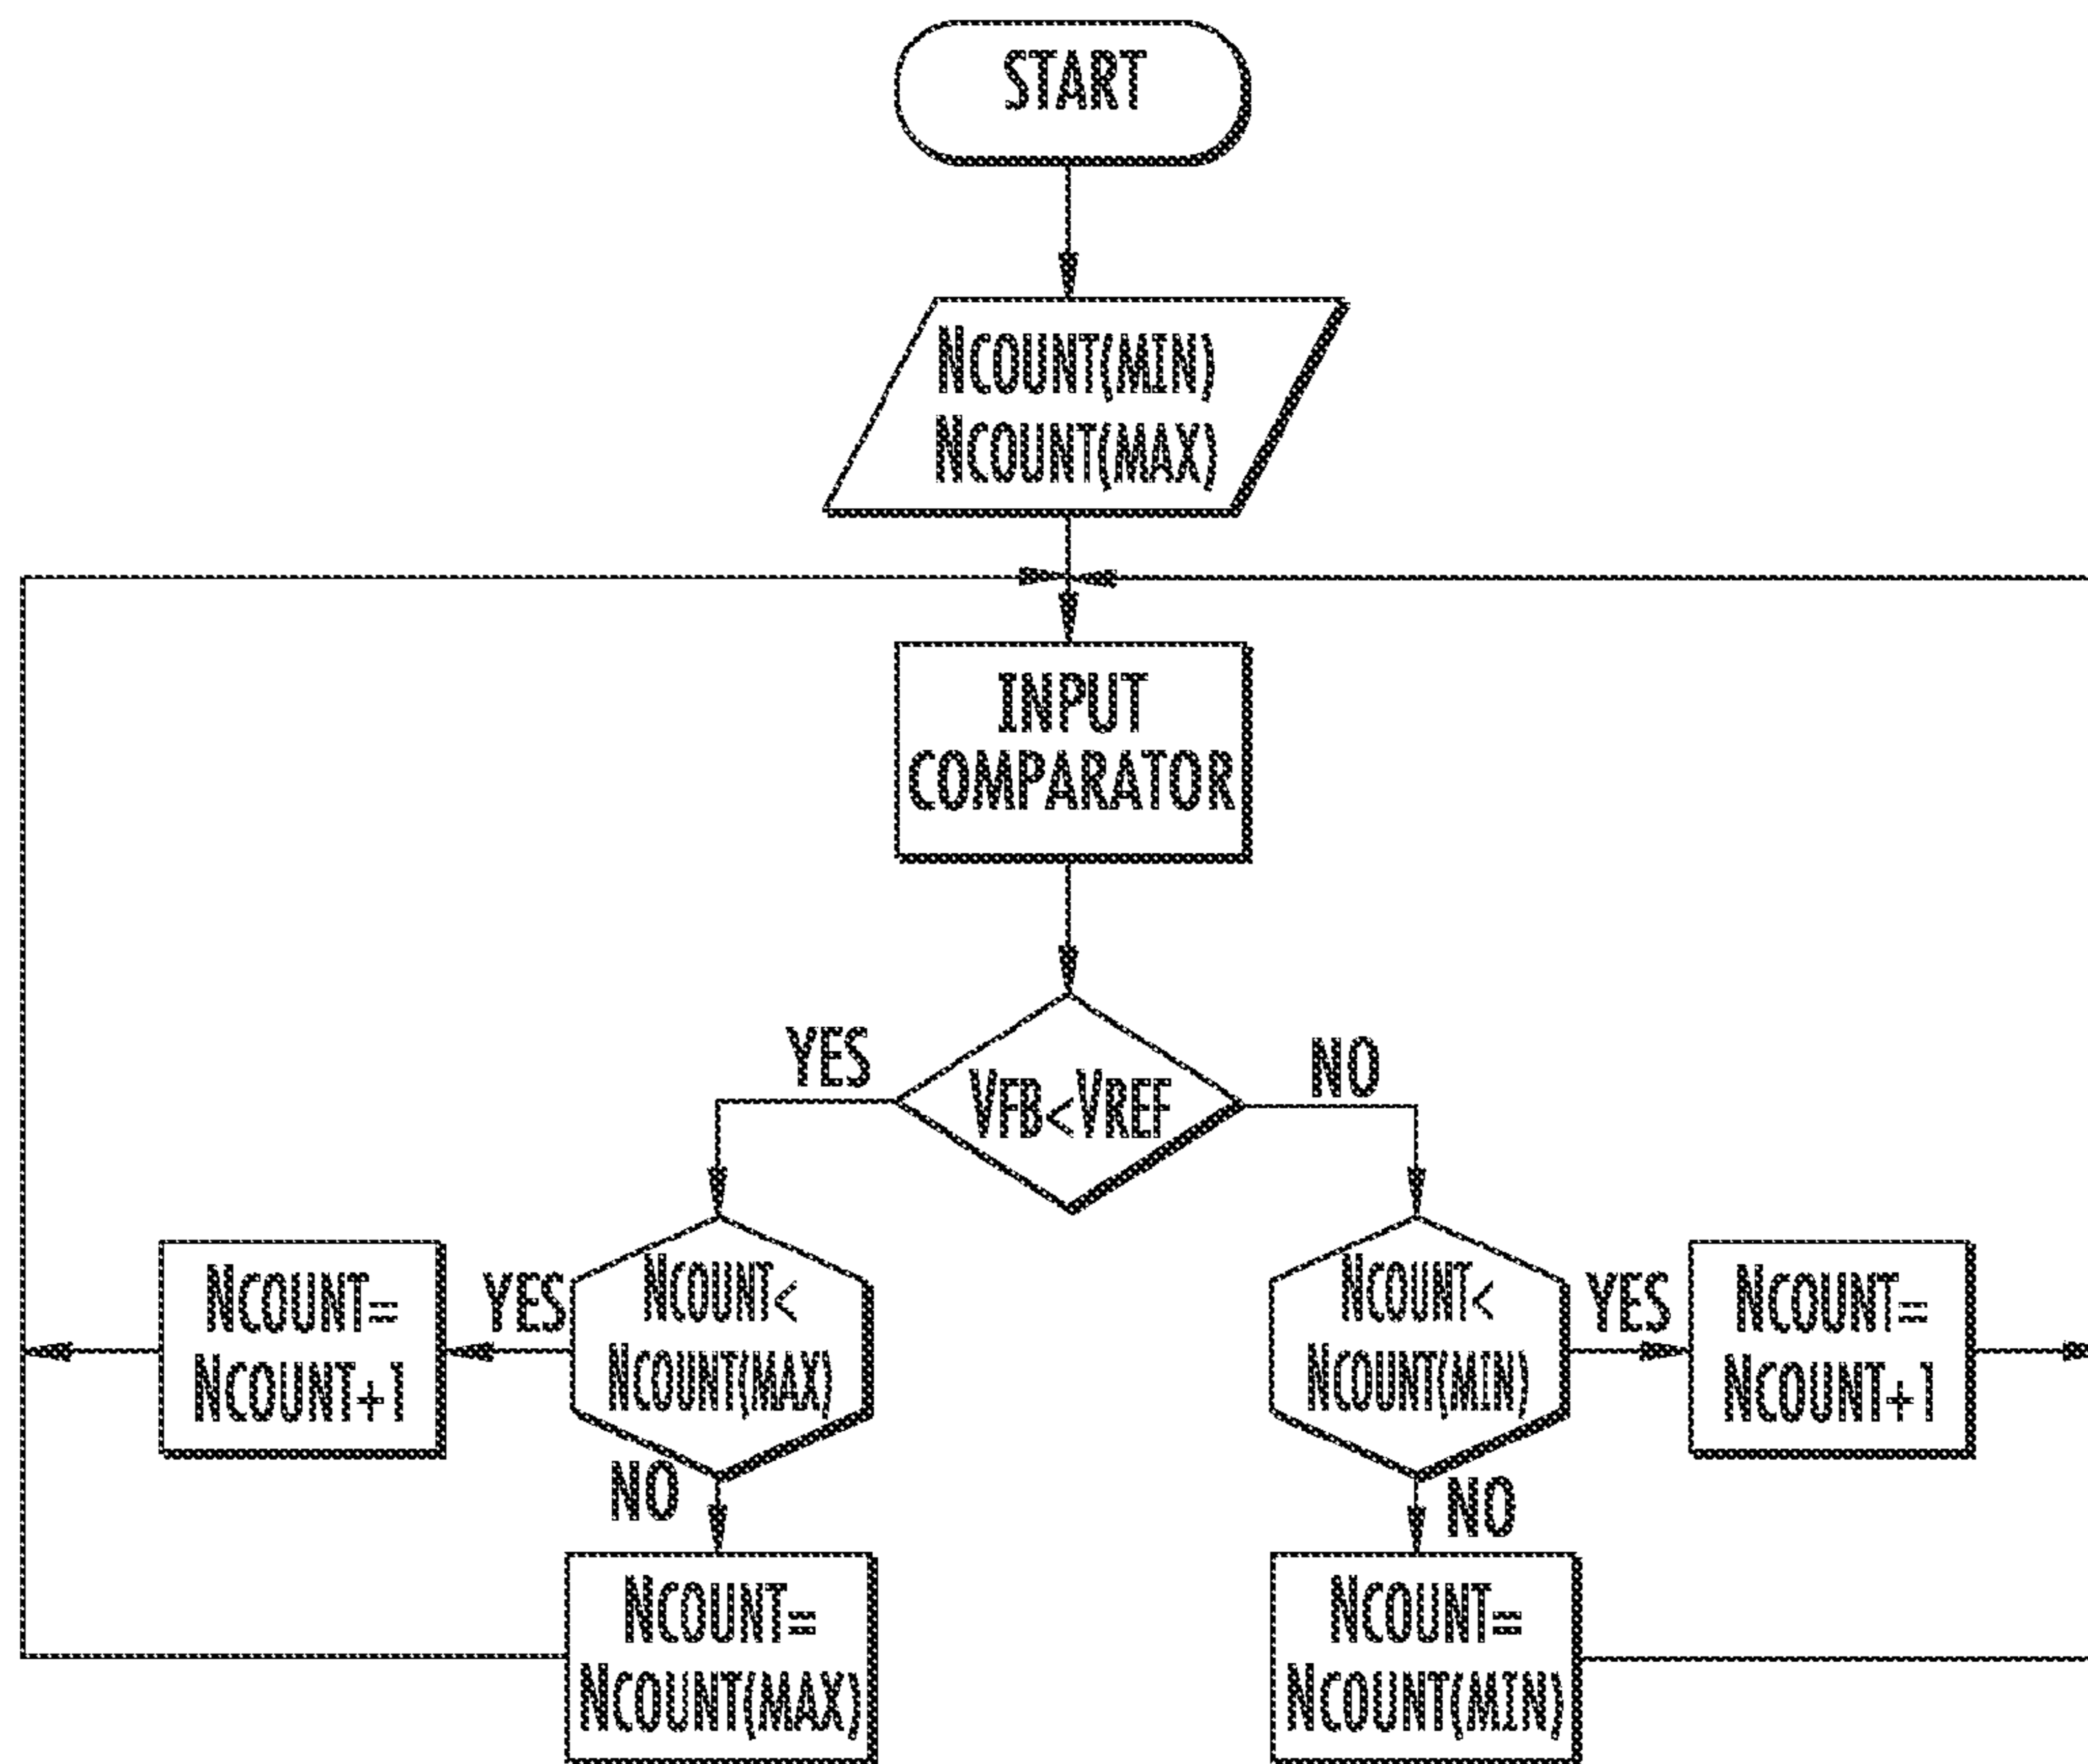 START
NCOUNT(MIN)
NCOUNT(MAX)
INPUT
COMPARATOR
YES
VFB<VREF
NO
NCOUNT=
NCOUNT+1
YES
NCOUNT<
NCOUNT(MAX)
NO
NCOUNT=
NCOUNT(MAX)
NCOUNT<
NCOUNT(MIN)
YES
NCOUNT=
NCOUNT+1
NO
NCOUNT=
NCOUNT(MIN)